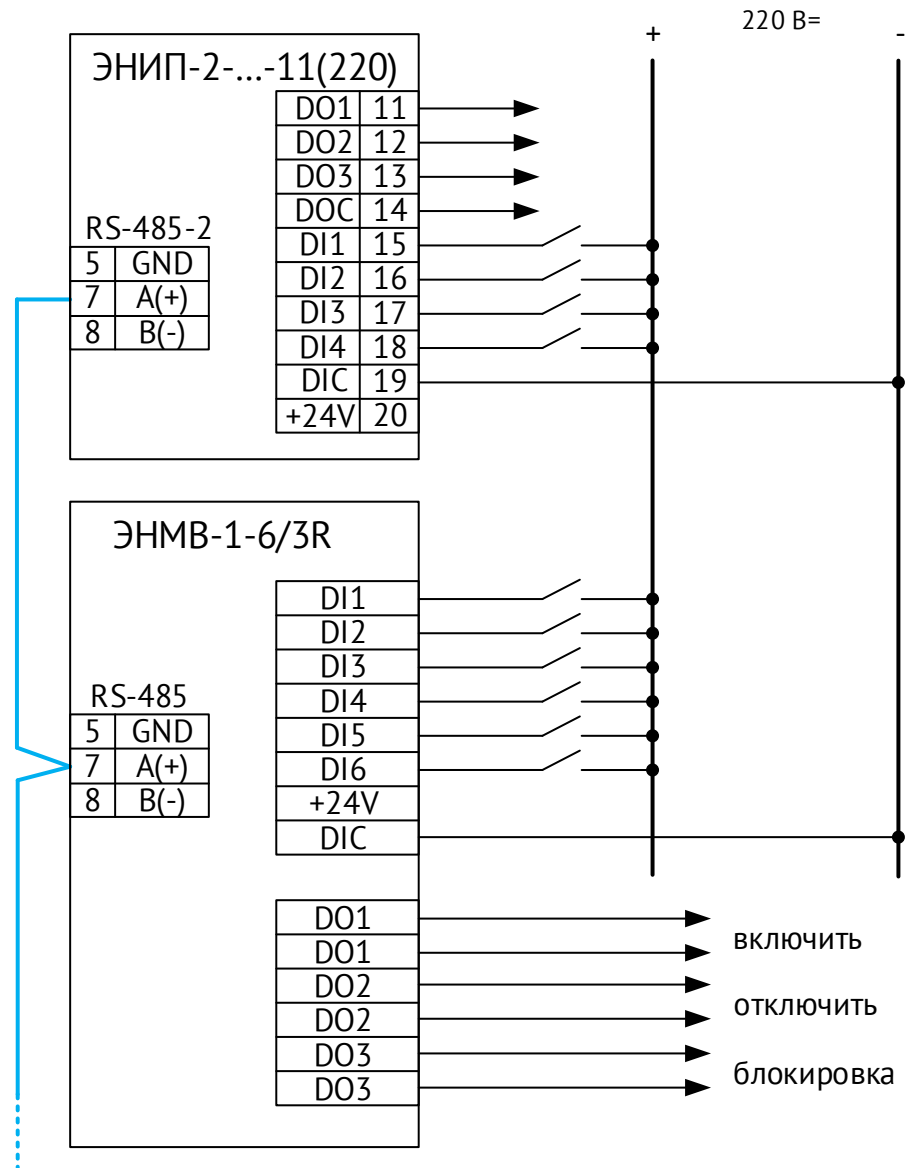 220 В=
+ -
ЭНИП-2-...-11(220)
DO1 11
DO2 12
DO3 13
DOC 14
DI1 15
DI2 16
DI3 17
DI4 18
DIC 19
+24V 20
RS-485-2
5 GND
7 A(+)
8 B(-)
ЭНМВ-1-6/3R
DI1
DI2
DI3
DI4
DI5
DI6
+24V
DIC
RS-485
5 GND
7 A(+)
8 B(-)
DO1
DO1
DO2
DO2
DO3
DO3
включить
отключить
блокировка